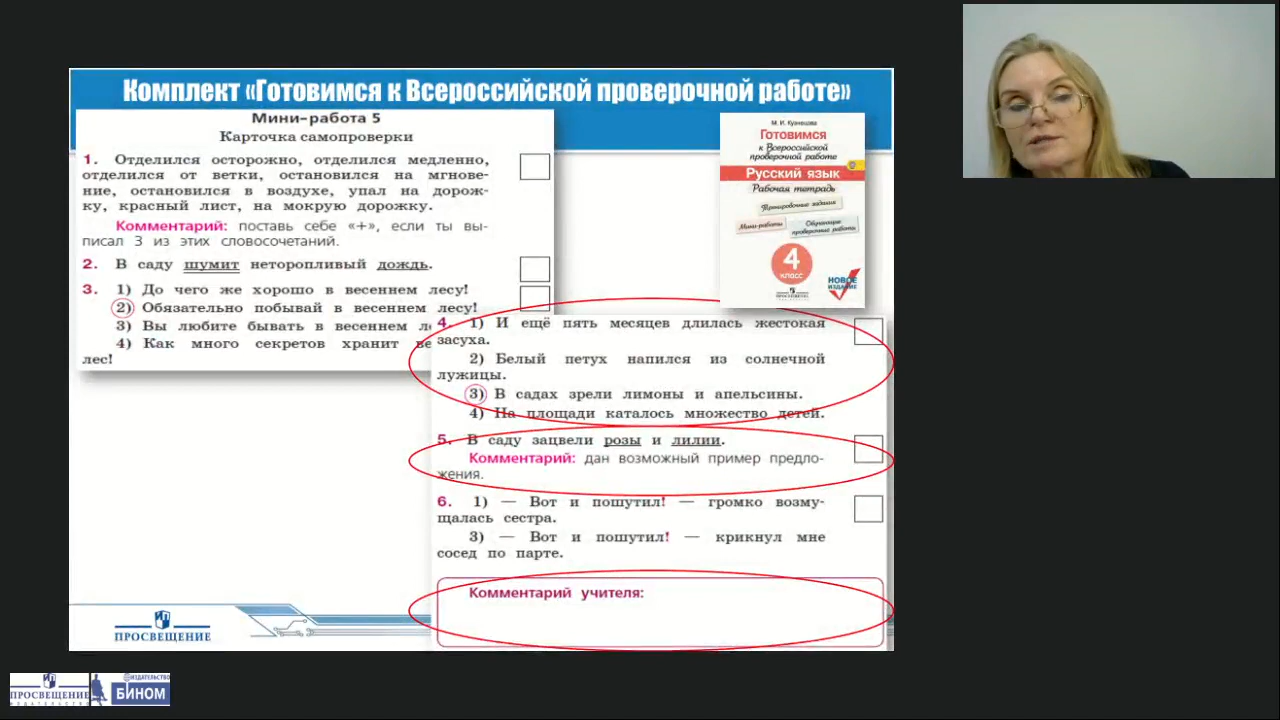 Комплект «Готовимся к Всероссийской проверочной работе»
Мини-работа 5
Карточка самопроверки
1. Отделился осторожно, отделился медленно,
отделился от ветки, остановился на мгнове-
ние, остановился в воздухе, упал на дорож-
ку, красный лист, на мокрую дорожку.
Комментарий: поставь себе «+», если ты вы-
писал 3 из этих словосочетаний.
2. В саду шумит неторопливый дождь.
3. 1) До чего же хорошо в весеннем лесу!
2) Обязательно побывай в весеннем лесу!
3) Вы любите бывать в весеннем
4) Как много секретов хранит
лес!
4. 1) И ещё пять месяцев длилась жестокая
засуха.
2) Белый петух напился из солнечной
лужицы.
3) В садах зрели лимоны и апельсины.
4) На площади каталось множество детей.
5. В саду зацвели розы и лилии.
Комментарий: дан возможный пример предло-
жения.
6. 1) — Вот и пошутил! — громко возму-
щалась сестра.
3) — Вот и пошутил! — крикнул мне
сосед по парте.
Комментарий учителя:
М. И. Кузнецова
Готовимся
к Всероссийской
проверочной работе
Русский язык
Рабочая тетрадь
Тренировочные задания
Мини-работы
Обучающие
проверочные работы
4
класс
НОВОЕ
ИЗДАНИЕ
ПРОСВЕЩЕНИЕ
ПРОСВЕЩЕНИЕ
ИЗДАТЕЛЬСТВО
ИЗДАТЕЛЬСТВО
БИНОМ